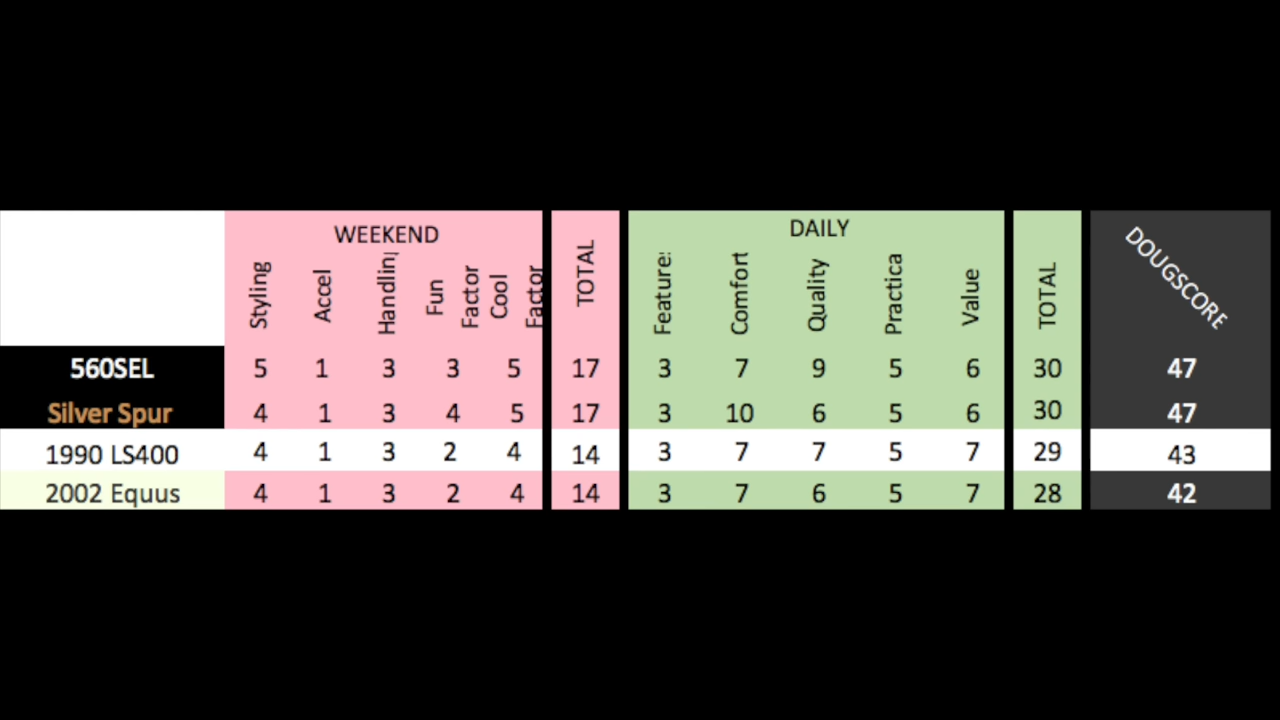 WEEKEND
DAILY
Styling Accel Handling Fun Factor Cool Factor TOTAL Feature: Comfort Quality Practica Value TOTAL DOUGSCORE
560SEL 5 1 3 3 5 17 3 7 9 5 6 30 47
Silver Spur 4 1 3 4 5 17 3 10 6 5 6 30 47
1990 LS400 4 1 3 2 4 14 3 7 7 5 7 29 43
2002 Equus 4 1 3 2 4 14 3 7 6 5 7 28 42